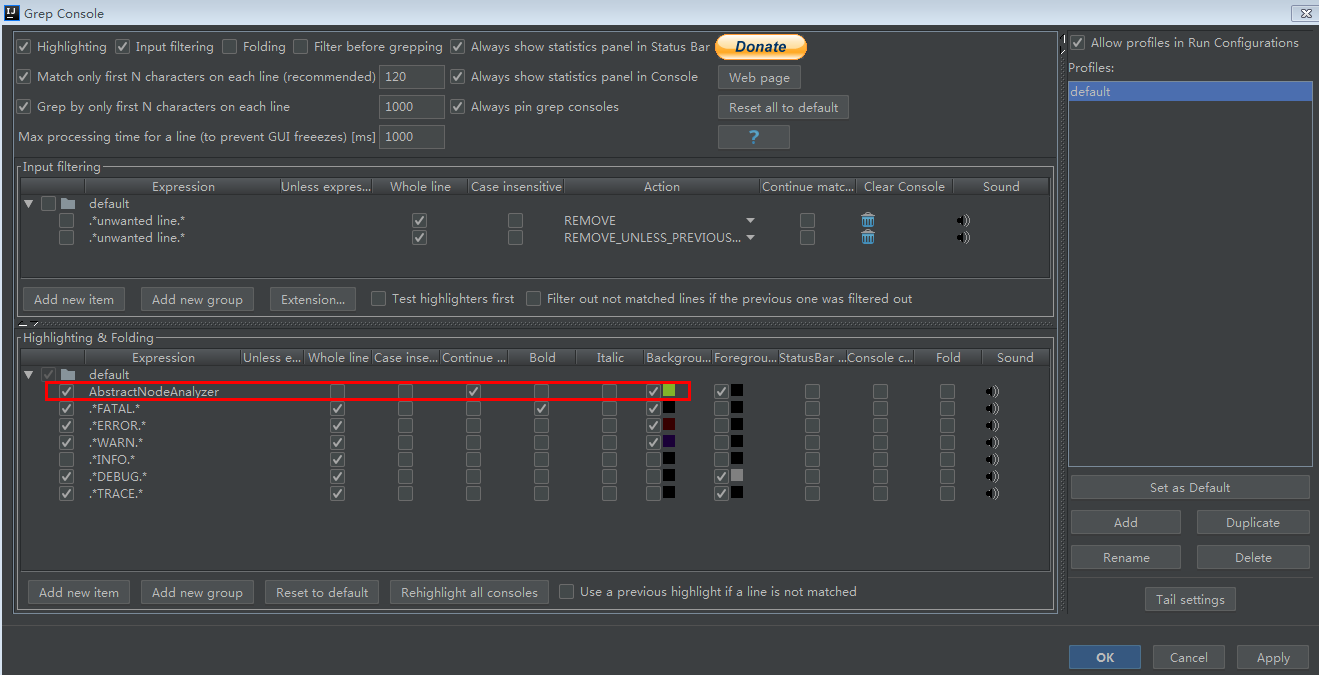 IJ Grep Console
Highlighting Input filtering Folding Filter before grepping Always show statistics panel in Status Bar Donate
Match only first N characters on each line (recommended) 120 Always show statistics panel in Console Web page
Grep by only first N characters on each line 1000 Always pin grep consoles Reset all to default
Max processing time for a line (to prevent GUI freeezes) [ms] 1000 ?
Input filtering
Expression Unless expres... Whole line Case insensitive Action Continue matc... Clear Console Sound
default
.*unwanted line.* REMOVE
.*unwanted line.* REMOVE_UNLESS_PREVIOUS...
Add new item Add new group Extension... Test highlighters first Filter out not matched lines if the previous one was filtered out
Highlighting & Folding
Expression Unless e... Whole line Case inse... Continue ... Bold Italic Backgrou... Foregrou... StatusBar ... Console c... Fold Sound
default
AbstractNodeAnalyzer
.*FATAL.*
.*ERROR.*
.*WARN.*
.*INFO.*
.*DEBUG.*
.*TRACE.*
Add new item Add new group Reset to default Rehighlight all consoles Use a previous highlight if a line is not matched
Allow profiles in Run Configurations
Profiles:
default
Set as Default
Add Duplicate
Rename Delete
Tail settings
OK Cancel Apply